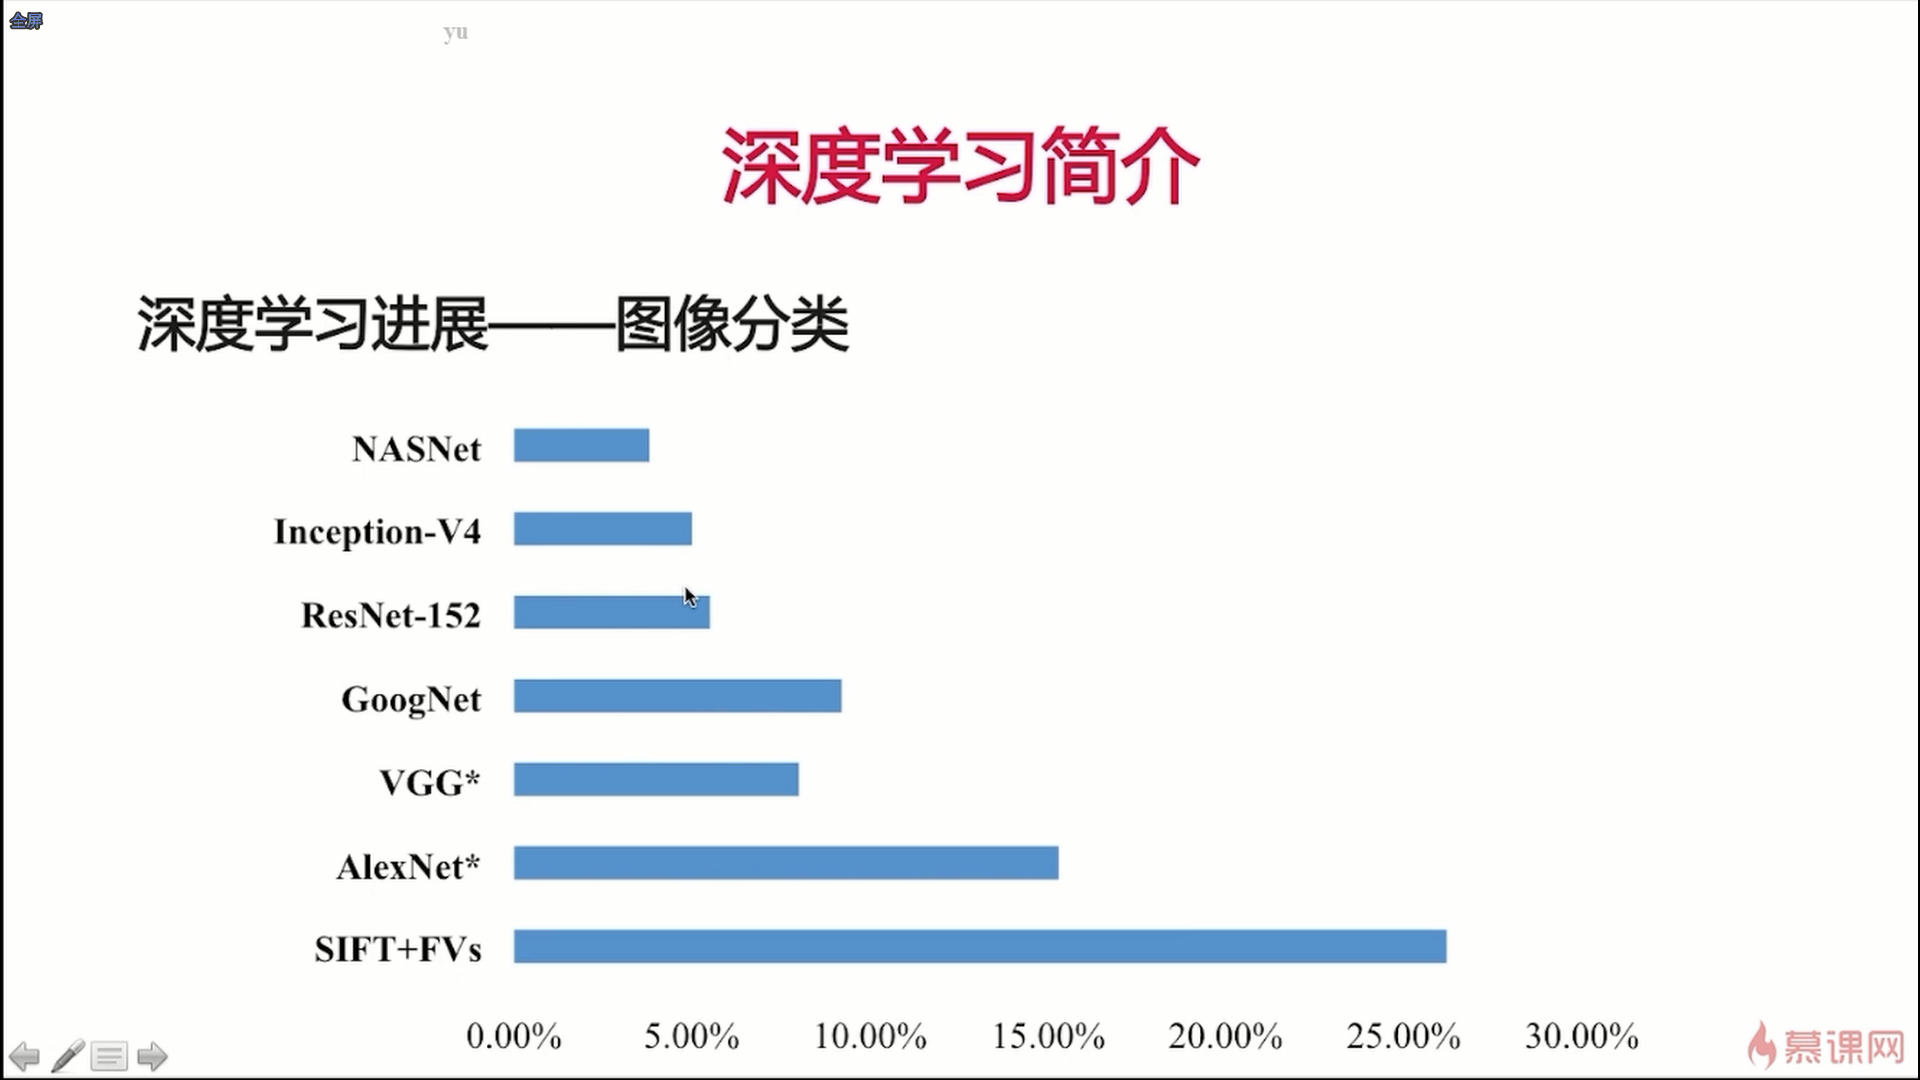 全屏
yu
深度学习简介
深度学习进展——图像分类
NASNet
Inception-V4
ResNet-152
GoogNet
VGG*
AlexNet*
SIFT+FVs
0.00% 5.00% 10.00% 15.00% 20.00% 25.00% 30.00%
慕课网